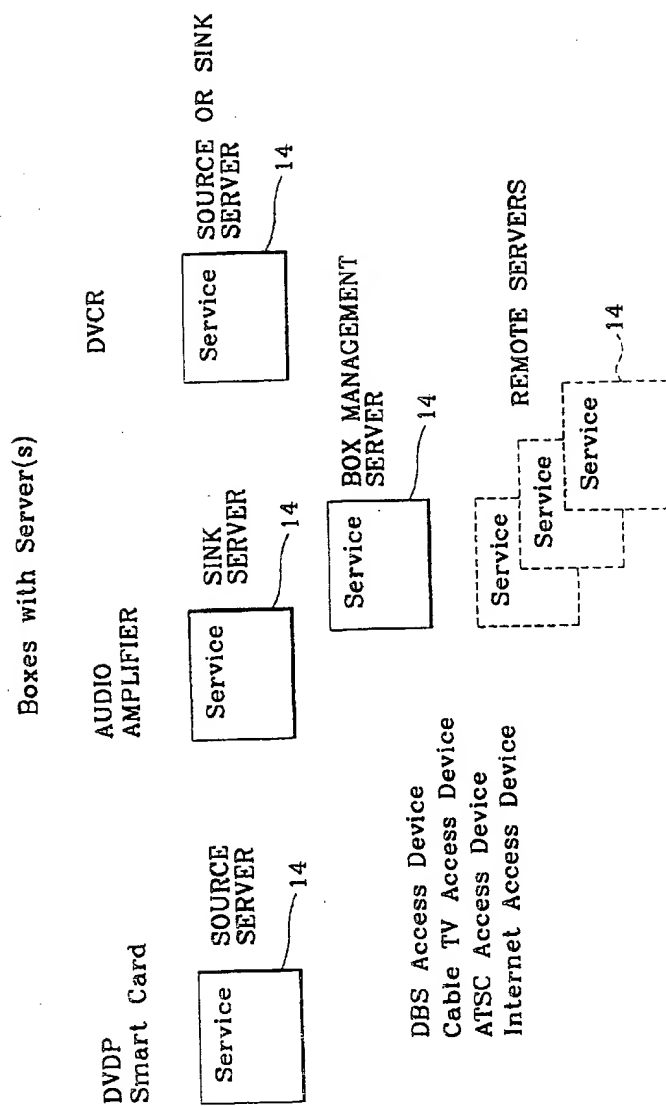 Boxes with Server(s)
DVDP
Smart Card
Service
SOURCE
SERVER
14
AUDIO
AMPLIFIER
Service
SINK
SERVER
14
DVCR
Service
SOURCE OR SINK
SERVER
14
Service
BOX MANAGEMENT
SERVER
14
DBS Access Device
Cable TV Access Device
ATSC Access Device
Internet Access Device
Service
Service
Service
REMOTE SERVERS
14